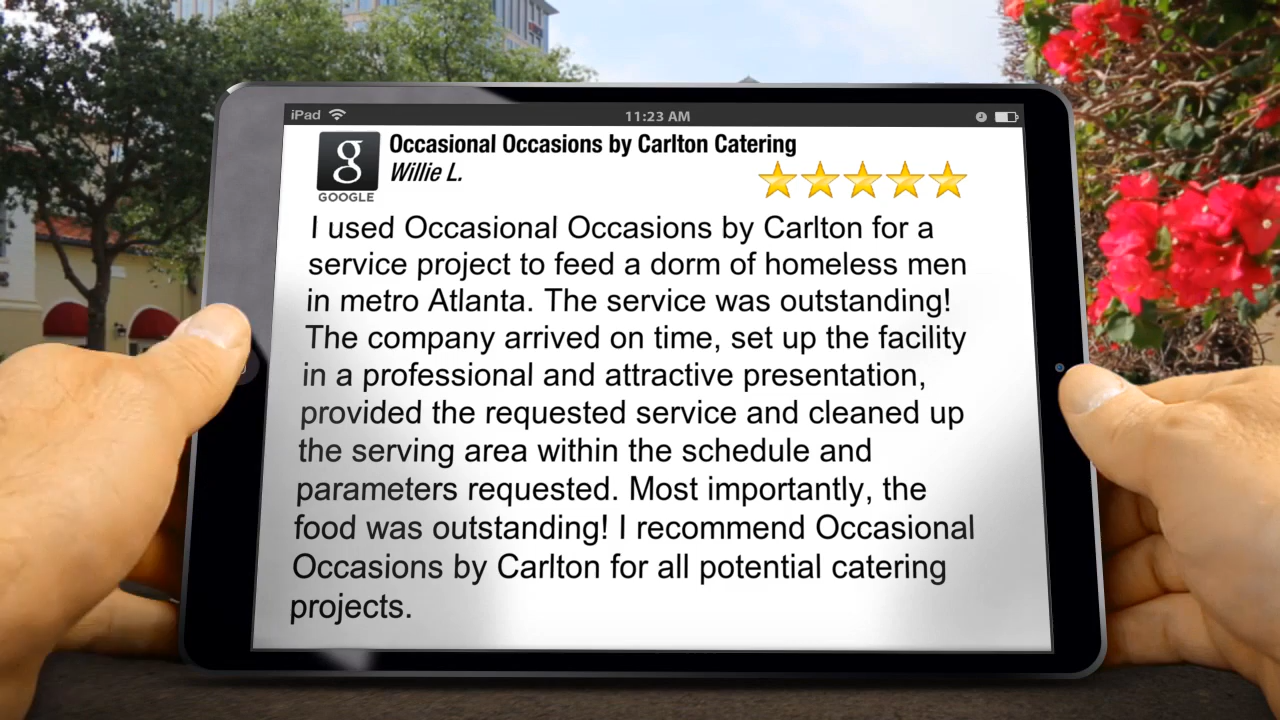 iPad 11:23 AM
g
GOOGLE
Occasional Occasions by Carlton Catering
Willie L.
I used Occasional Occasions by Carlton for a
service project to feed a dorm of homeless men
in metro Atlanta. The service was outstanding!
The company arrived on time, set up the facility
in a professional and attractive presentation,
provided the requested service and cleaned up
the serving area within the schedule and
parameters requested. Most importantly, the
food was outstanding! I recommend Occasional
Occasions by Carlton for all potential catering
projects.